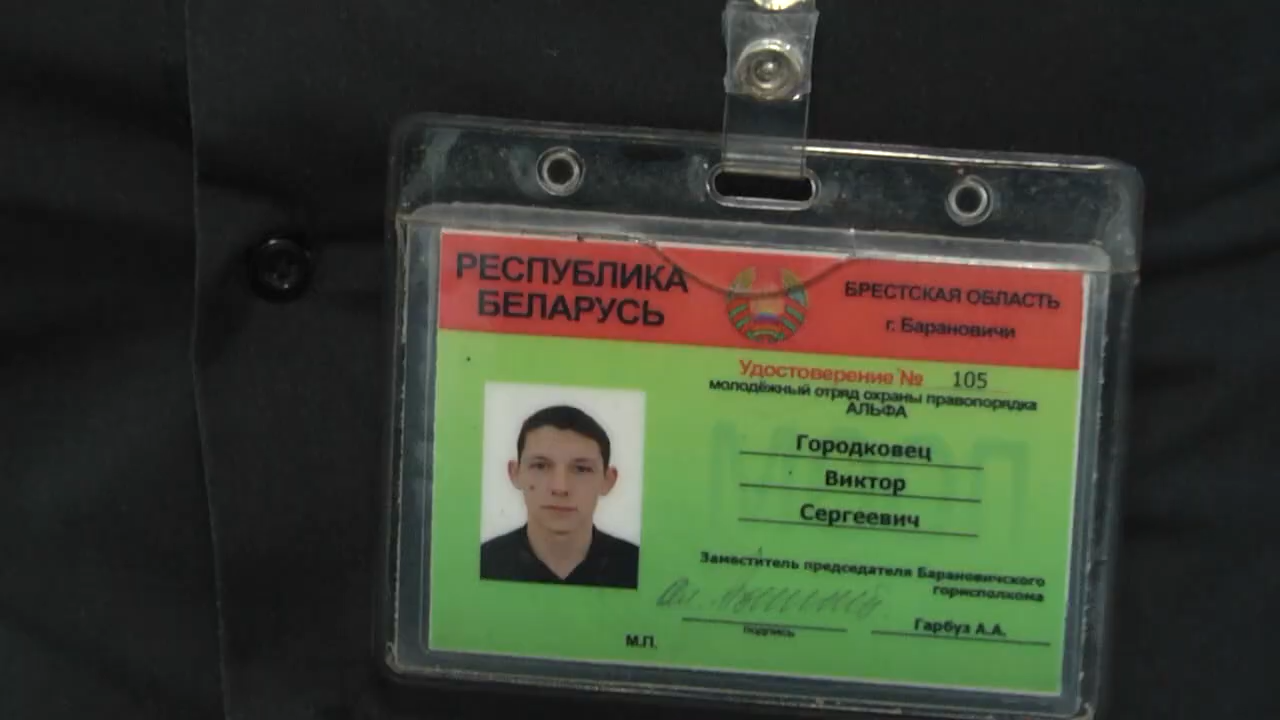 РЕСПУБЛИКА
БЕЛАРУСЬ
БРЕСТСКАЯ ОБЛАСТЬ
г. Барановичи
Удостоверение № 105
молодёжный отряд охраны правопорядка
АЛЬФА
Городковец
Виктор
Сергеевич
Заместитель председателя Барановичского
горисполкома
Гарбуз А.А.
подпись
М.П.